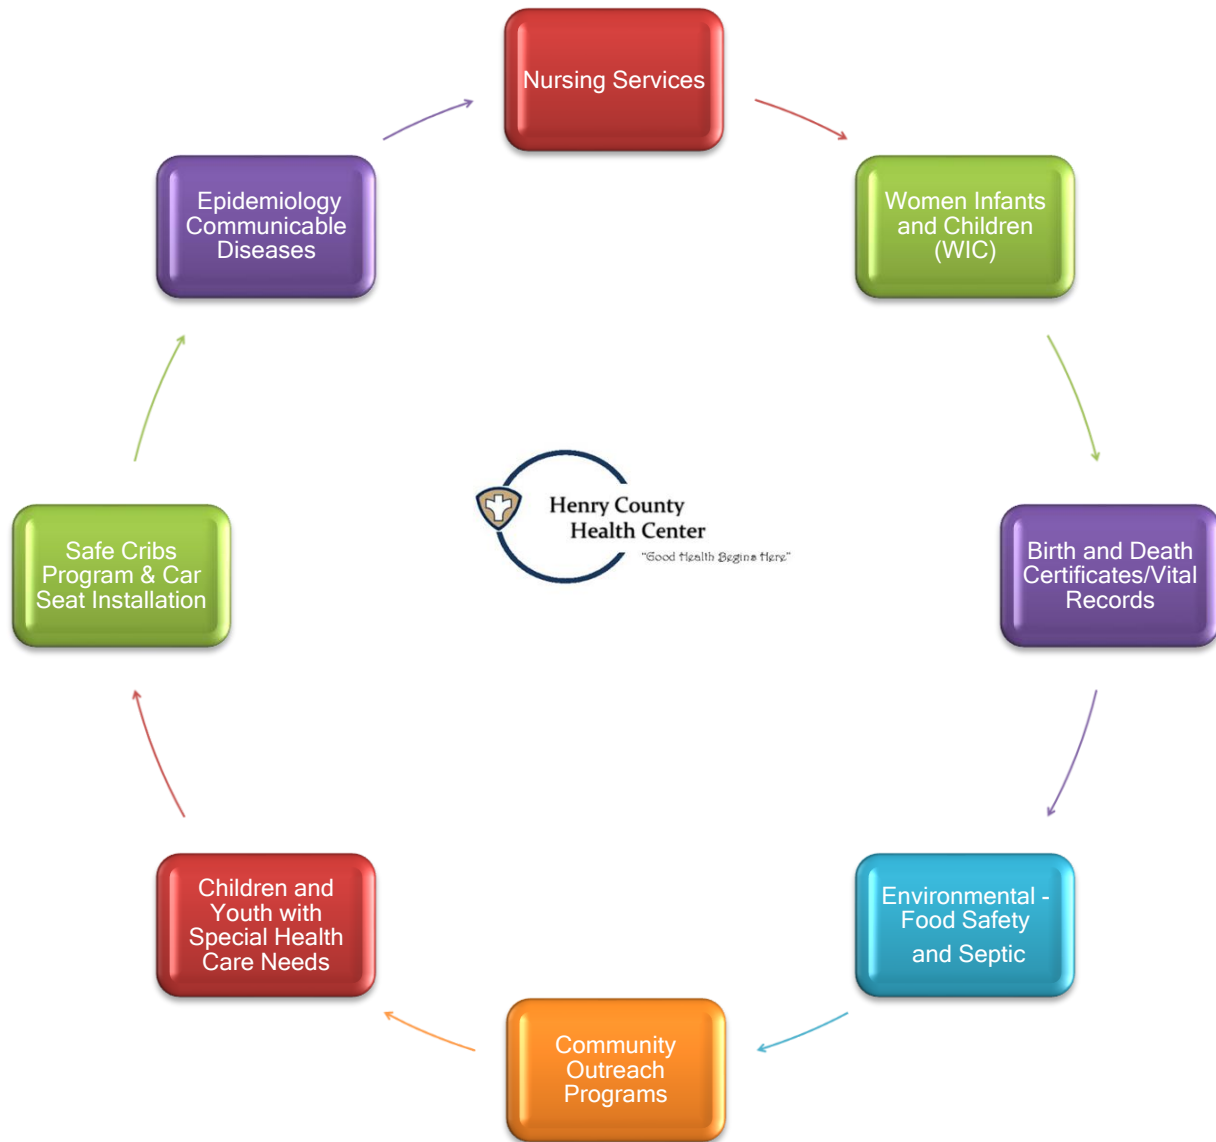 Nursing Services
Women Infants
and Children
(WIC)
Birth and Death
Certificates/Vital
Records
Environmental -
Food Safety
and Septic
Community
Outreach
Programs
Children and
Youth with
Special Health
Care Needs
Safe Cribs
Program & Car
Seat Installation
Epidemiology
Communicable
Diseases
Henry County
Health Center
"Good Health Begins Here"